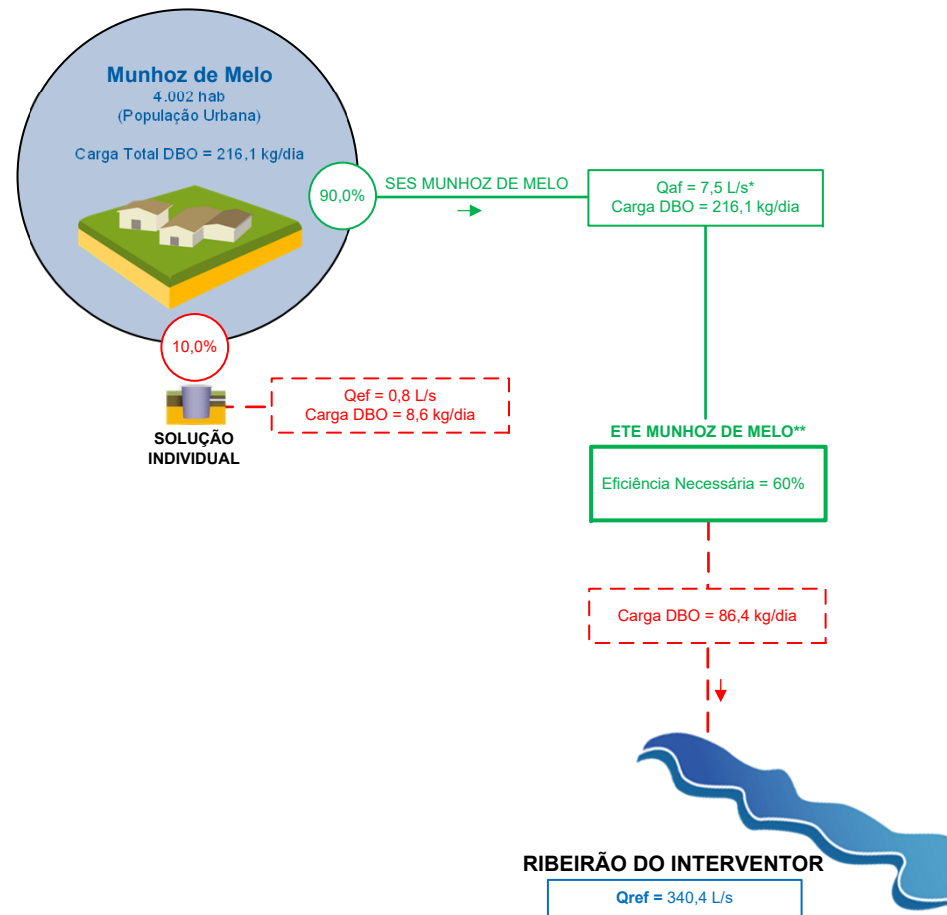 Munhoz de Melo
4.002 hab
(População Urbana)
Carga Total DBO = 216,1 kg/dia
90,0%
SES MUNHOZ DE MELO
Qaf = 7,5 L/s*
Carga DBO = 216,1 kg/dia
10,0%
Qef = 0,8 L/s
Carga DBO = 8,6 kg/dia
SOLUÇÃO
INDIVIDUAL
ETE MUNHOZ DE MELO**
Eficiência Necessária = 60%
Carga DBO = 86,4 kg/dia
RIBEIRÃO DO INTERVENTOR
Qref = 340,4 L/s